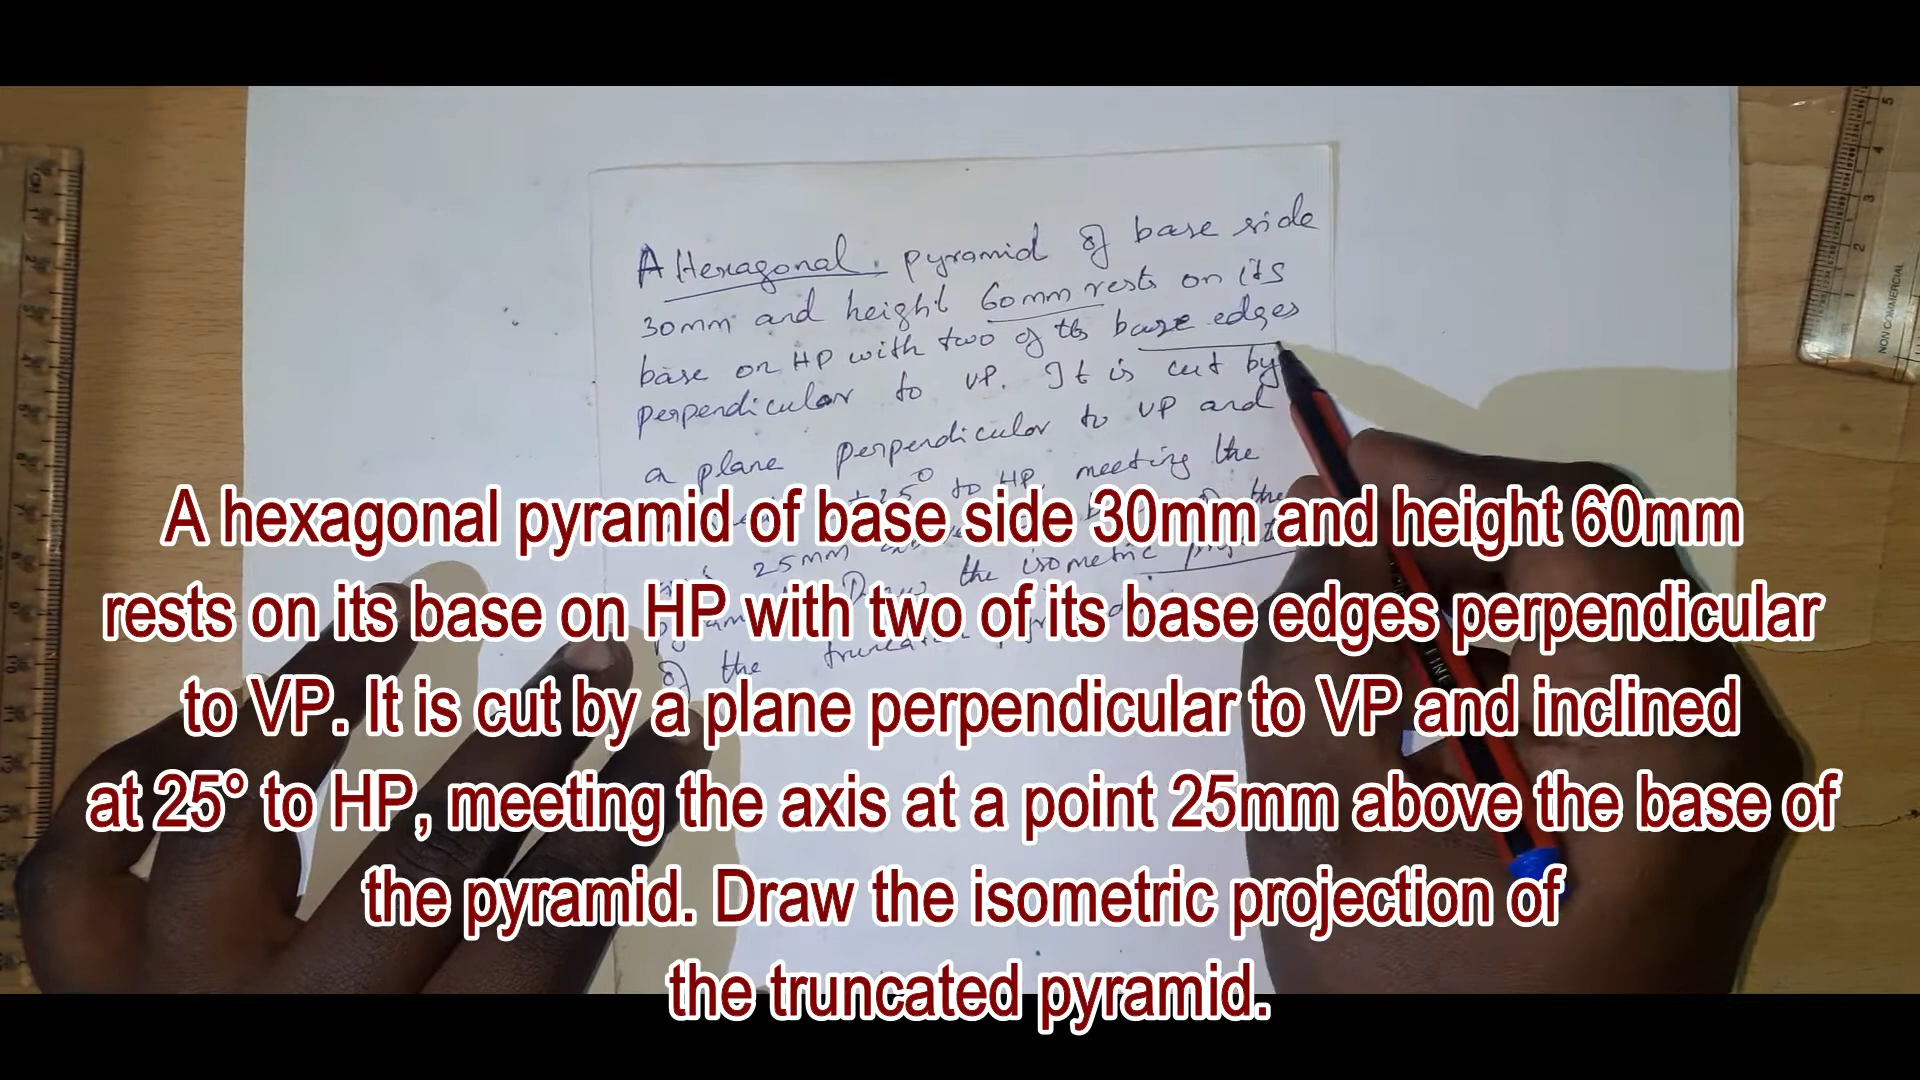 A Hexagonal pyramid of base side
30mm and height 60mm rests on its
base on HP with two of its base edges
perpendicular to VP. It is cut by
a plane perpendicular to VP and
25° to HP, meeting the
the
25mm
the isometric
of the
A hexagonal pyramid of base side 30mm and height 60mm
rests on its base on HP with two of its base edges perpendicular
to VP. It is cut by a plane perpendicular to VP and inclined
at 25° to HP, meeting the axis at a point 25mm above the base of
the pyramid. Draw the isometric projection of
the truncated pyramid.
NON COMMERCIAL